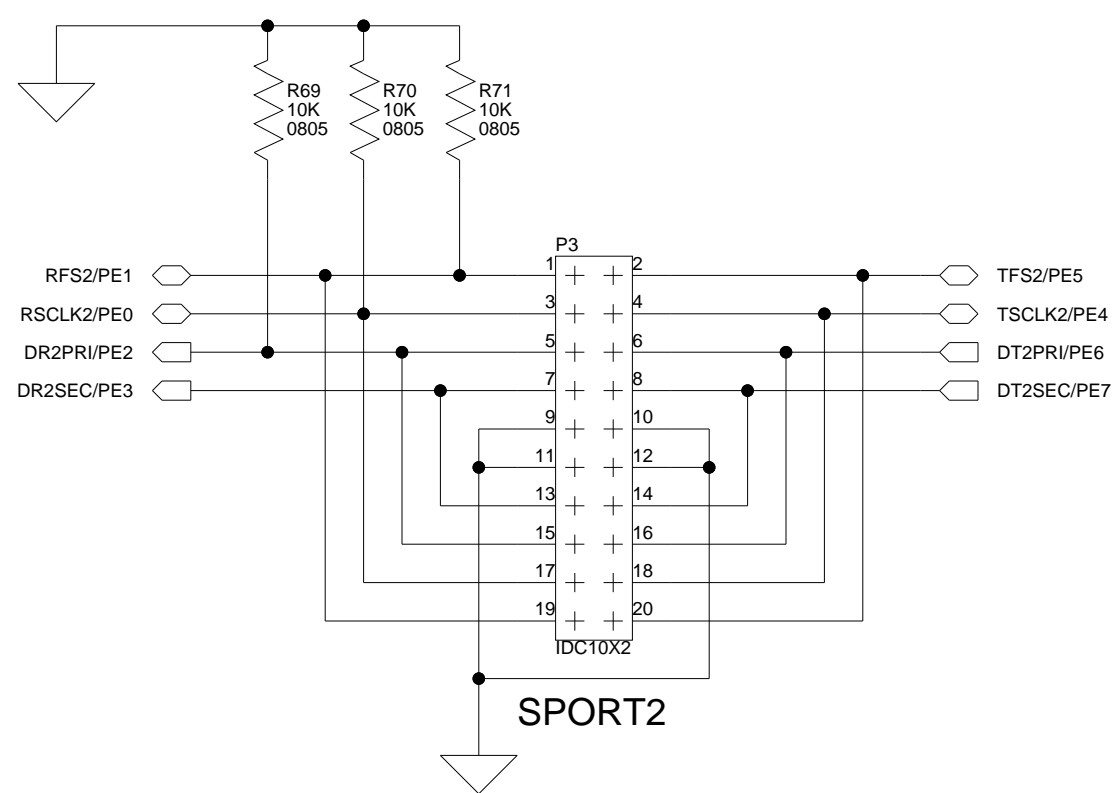 R69
10K
0805
R70
10K
0805
R71
10K
0805
P3
RFS2/PE1
1
2
TFS2/PE5
RSCLK2/PE0
3
4
TSCLK2/PE4
DR2PRI/PE2
5
6
DT2PRI/PE6
DR2SEC/PE3
7
8
DT2SEC/PE7
9
10
11
12
13
14
15
16
17
18
19
20
IDC10X2
SPORT2